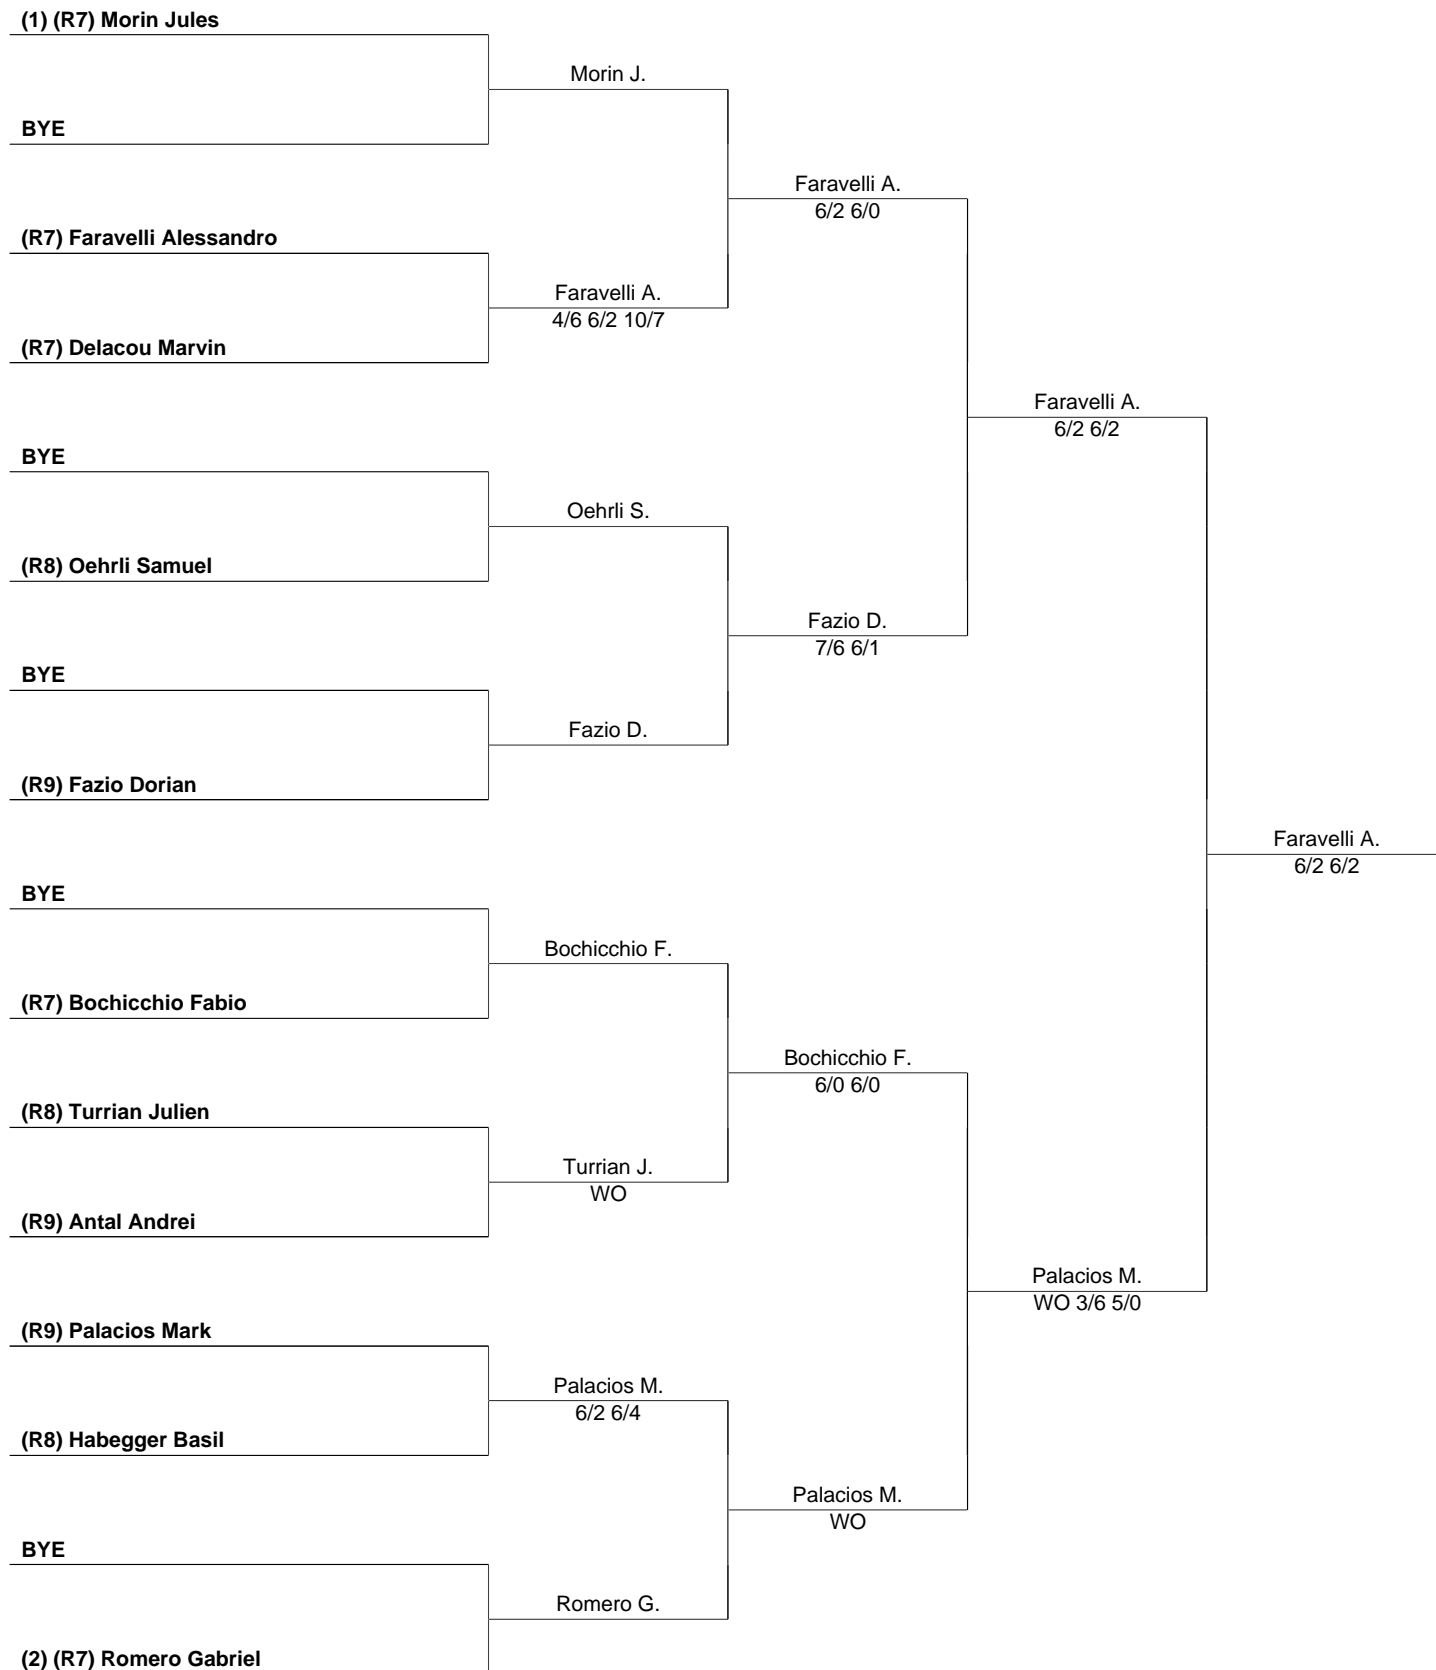 (1) (R7) Morin Jules
Morin J.
BYE
Faravelli A.
6/2 6/0
(R7) Faravelli Alessandro
Faravelli A.
4/6 6/2 10/7
(R7) Delacou Marvin
Faravelli A.
6/2 6/2
BYE
Oehrli S.
(R8) Oehrli Samuel
Fazio D.
7/6 6/1
BYE
Fazio D.
(R9) Fazio Dorian
Faravelli A.
6/2 6/2
BYE
Bochicchio F.
(R7) Bochicchio Fabio
Bochicchio F.
6/0 6/0
(R8) Turrian Julien
Turrian J.
WO
(R9) Antal Andrei
Palacios M.
WO 3/6 5/0
(R9) Palacios Mark
Palacios M.
6/2 6/4
(R8) Habegger Basil
Palacios M.
WO
BYE
Romero G.
(2) (R7) Romero Gabriel